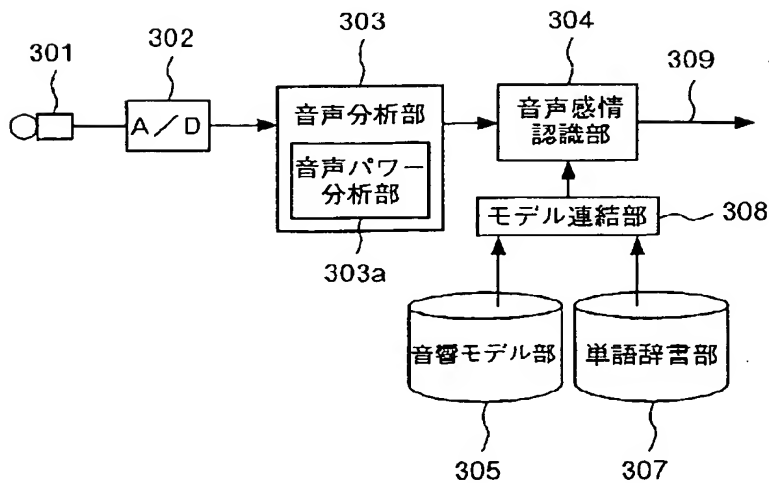 301
302
303
304
309
A/D
音声分析部
音声パワー
分析部
303a
音声感情
認識部
モデル連結部
308
音響モデル部
単語辞書部
305
307